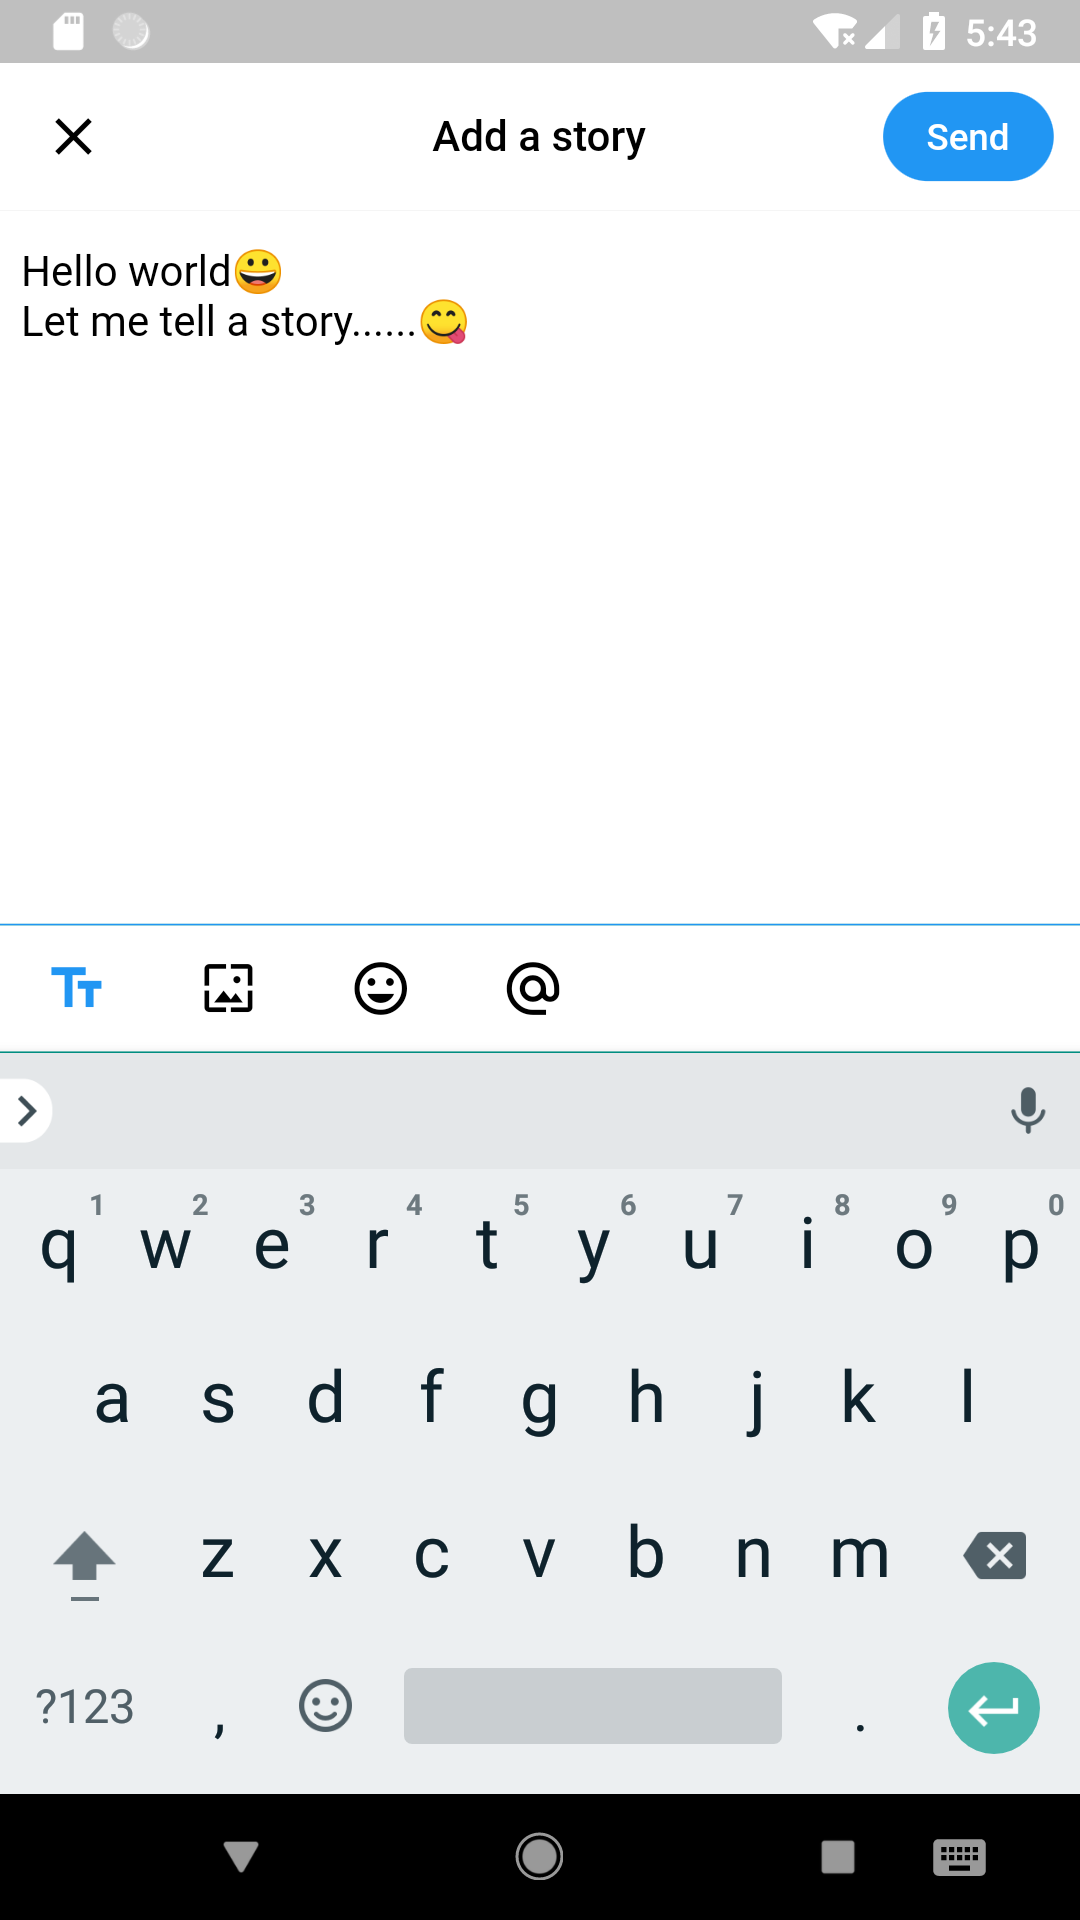 5:43
Add a story
Send
Hello world😀
Let me tell a story......😋
1 2 3 4 5 6 7 8 9 0
q w e r t y u i o p
a s d f g h j k l
z x c v b n m
?123 , .